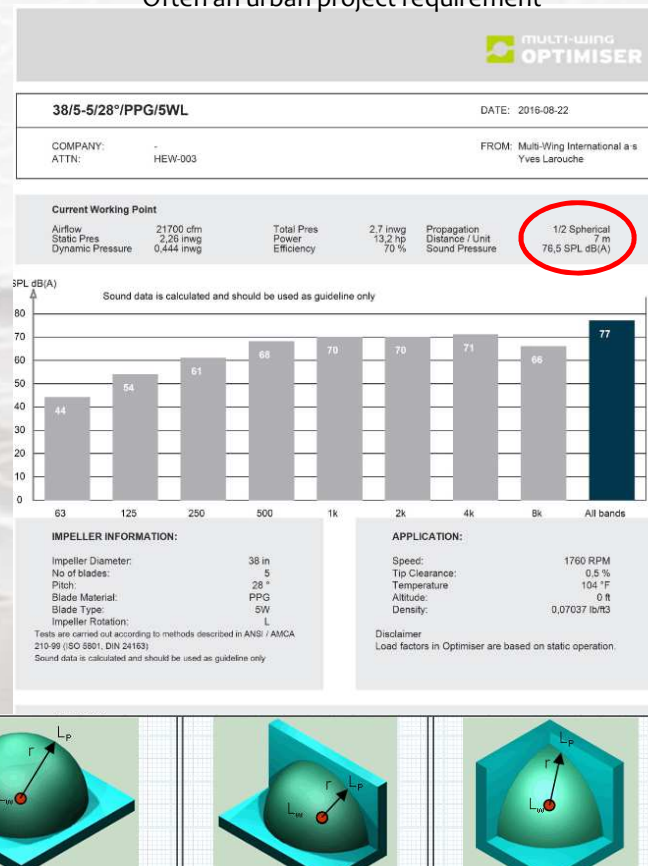 Often an urban project requirement
MULTI-WING
OPTIMISER
38/5-5/28°/PPG/5WL DATE: 2016-08-22
COMPANY: - FROM: Multi-Wing International a·s
ATTN: HEW-003 Yves Larouche
Current Working Point
Airflow 21700 cfm Total Pres 2,7 inwg Propagation 1/2 Spherical
Static Pres 2,26 inwg Power 13,2 hp Distance / Unit 7 m
Dynamic Pressure 0,444 inwg Efficiency 70 % Sound Pressure 76,5 SPL dB(A)
SPL dB(A)
Sound data is calculated and should be used as guideline only
80
70
60
50
40
30
20
10
0
44 54 61 68 70 70 71 66 77
63 125 250 500 1k 2k 4k 8k All bands
IMPELLER INFORMATION:
Impeller Diameter: 38 in
No of blades: 5
Pitch: 28 °
Blade Material: PPG
Blade Type: 5W
Impeller Rotation: L
Tests are carried out according to methods described in ANSI / AMCA
210-99 (ISO 5801, DIN 24163)
Sound data is calculated and should be used as guideline only
APPLICATION:
Speed: 1760 RPM
Tip Clearance: 0,5 %
Temperature 104 °F
Altitude: 0 ft
Density: 0,07037 lb/ft3
Disclaimer
Load factors in Optimiser are based on static operation.
LP r Lw
LP r Lw
LP r Lw